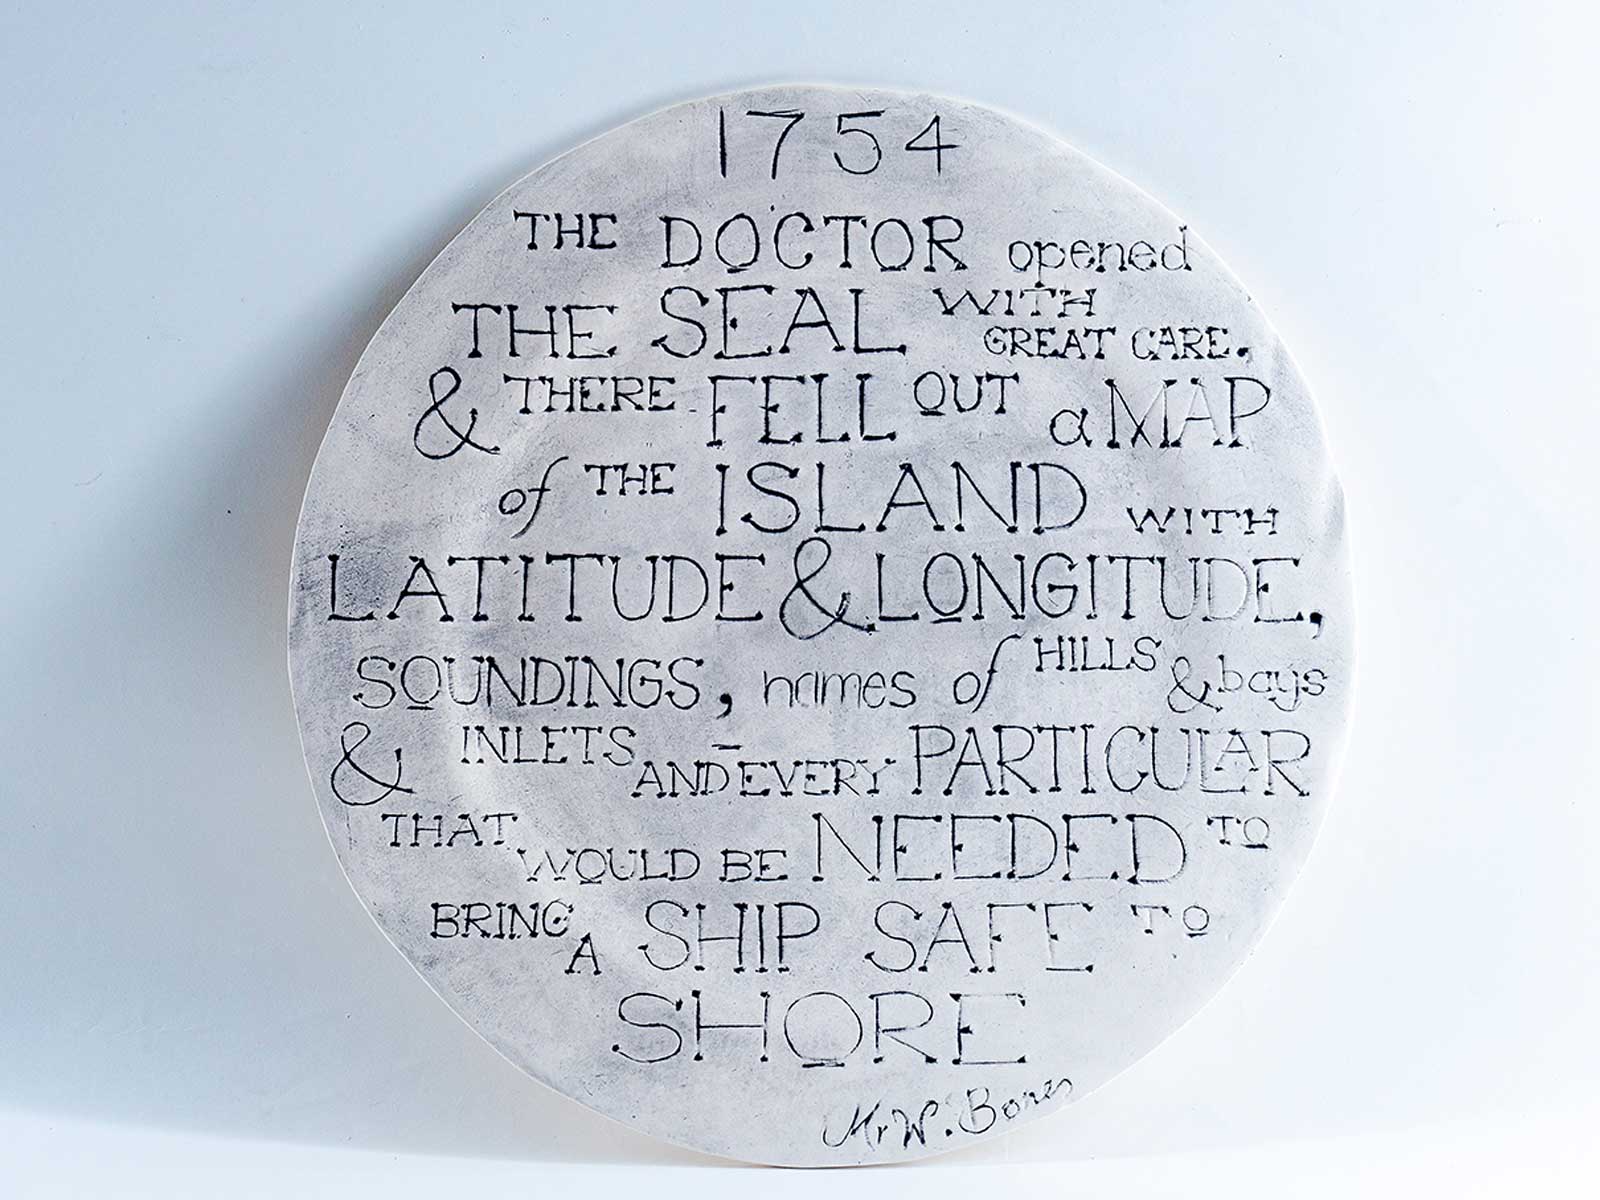 1754
THE DOCTOR opened
THE SEAL WITH
GREAT CARE,
& THERE FELL OUT a MAP
of THE ISLAND WITH
LATITUDE & LONGITUDE,
SOUNDINGS, names of HILLS & bays
& INLETS AND EVERY PARTICULAR
THAT WOULD BE NEEDED TO
BRING A SHIP SAFE TO
SHORE
Mr W. Bones